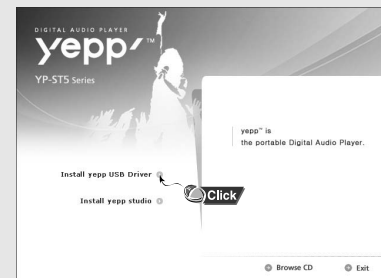 DIGITAL AUDIO PLAYER
yepp' ™
YP-ST5 Series
yepp™ is
the portable Digital Audio Player.
Install yepp USB Driver
Click
Install yepp studio
Browse CD
Exit